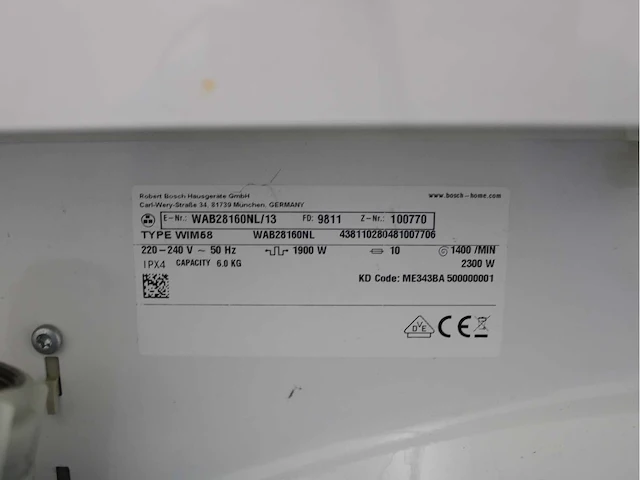 Robert Bosch Hausgeräte GmbH www.bosch-home.com
Carl-Wery-Straße 34, 81739 München, GERMANY
E-Nr.: WAB28160NL/13 FD: 9811 Z-Nr.: 100770
TYPE WIM58 WAB28160NL 438110280481007706
220-240 V ~ 50 Hz 1900 W 10 1400 /MIN
IPX4 CAPACITY 6.0 KG 2300 W
KD Code: ME343BA 500000001
DVE CE